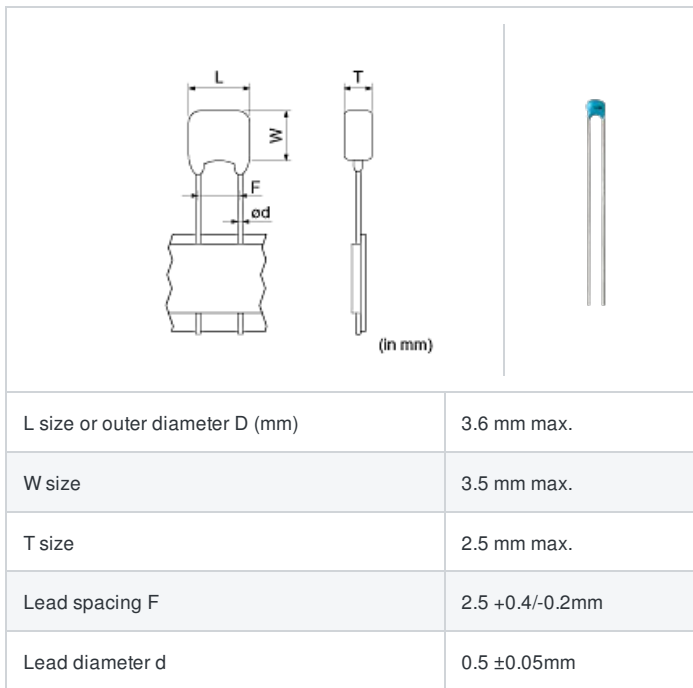 L
T
W
F
ød
(in mm)
L size or outer diameter D (mm) 3.6 mm max.
W size 3.5 mm max.
T size 2.5 mm max.
Lead spacing F 2.5 +0.4/-0.2mm
Lead diameter d 0.5 ±0.05mm